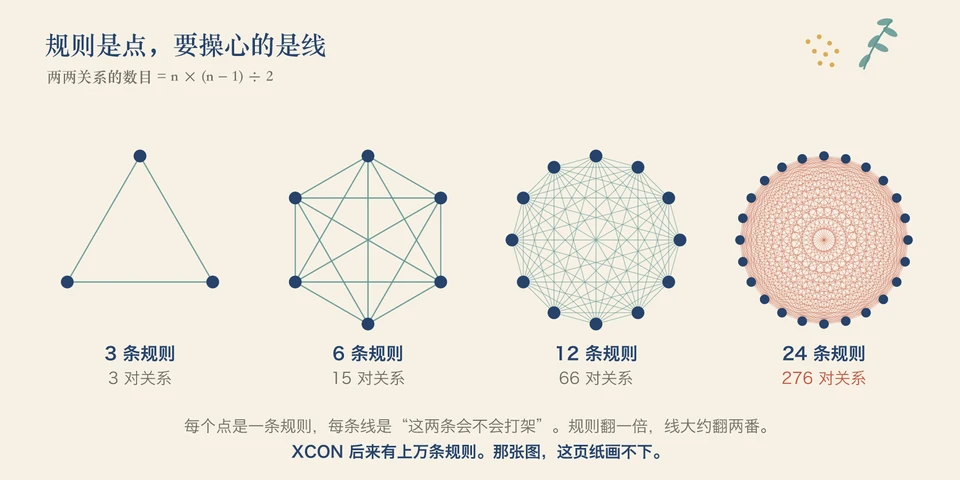 规则是点，要操心的是线
两两关系的数目 = n × (n − 1) ÷ 2
3 条规则
3 对关系
6 条规则
15 对关系
12 条规则
66 对关系
24 条规则
276 对关系
每个点是一条规则，每条线是“这两条会不会打架”。规则翻一倍，线大约翻两番。
XCON 后来有上万条规则。那张图，这页纸画不下。